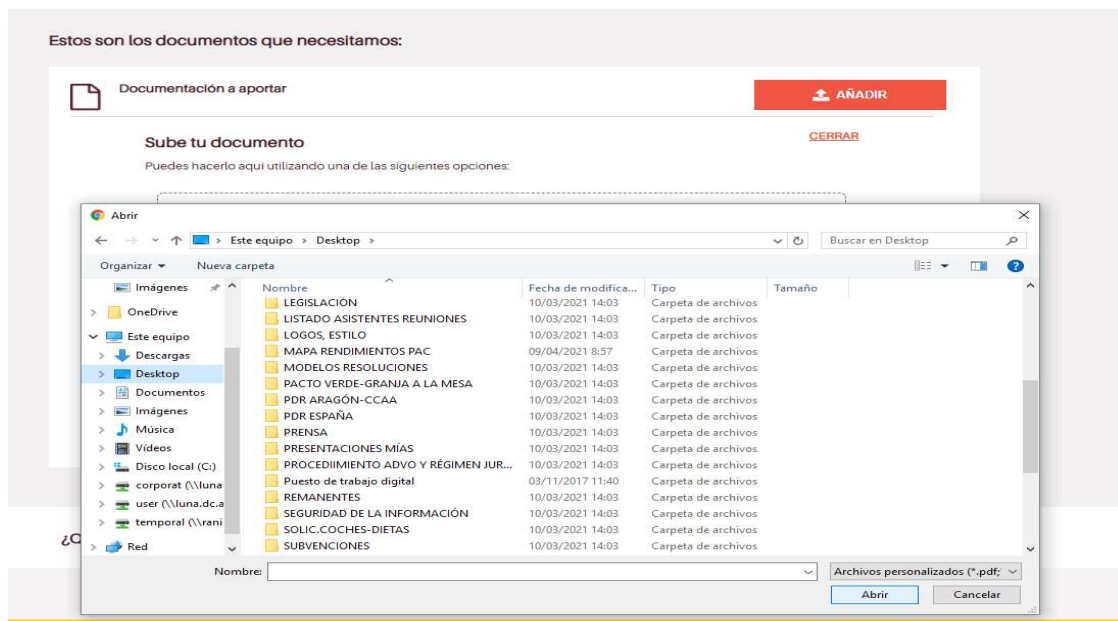 Estos son los documentos que necesitamos:
Documentación a aportar
AÑADIR
Sube tu documento
CERRAR
Puedes hacerlo aquí utilizando una de las siguientes opciones:
Abrir
Este equipo > Desktop >
Buscar en Desktop
Organizar
Nueva carpeta
Imágenes
OneDrive
Este equipo
Descargas
Desktop
Documentos
Imágenes
Música
Vídeos
Disco local (C:)
corporat (\\luna
user (\\luna.dc.a
temporal (\\rani
Red
Nombre Fecha de modifica... Tipo Tamaño
LEGISLACIÓN 10/03/2021 14:03 Carpeta de archivos
LISTADO ASISTENTES REUNIONES 10/03/2021 14:03 Carpeta de archivos
LOGOS, ESTILO 10/03/2021 14:03 Carpeta de archivos
MAPA RENDIMIENTOS PAC 09/04/2021 8:57 Carpeta de archivos
MODELOS RESOLUCIONES 10/03/2021 14:03 Carpeta de archivos
PACTO VERDE-GRANJA A LA MESA 10/03/2021 14:03 Carpeta de archivos
PDR ARAGÓN-CCAA 10/03/2021 14:03 Carpeta de archivos
PDR ESPAÑA 10/03/2021 14:03 Carpeta de archivos
PRENSA 10/03/2021 14:03 Carpeta de archivos
PRESENTACIONES MÍAS 10/03/2021 14:03 Carpeta de archivos
PROCEDIIMIENTO ADVO Y RÉGIMEN JUR... 10/03/2021 14:03 Carpeta de archivos
Puesto de trabajo digital 03/11/2017 11:40 Carpeta de archivos
REMANENTES 10/03/2021 14:03 Carpeta de archivos
SEGURIDAD DE LA INFORMACIÓN 10/03/2021 14:03 Carpeta de archivos
SOLIC.COCHES-DIETAS 10/03/2021 14:03 Carpeta de archivos
SUBVENCIONES 10/03/2021 14:03 Carpeta de archivos
Nombre:
Archivos personalizados (*.pdf;
Abrir
Cancelar